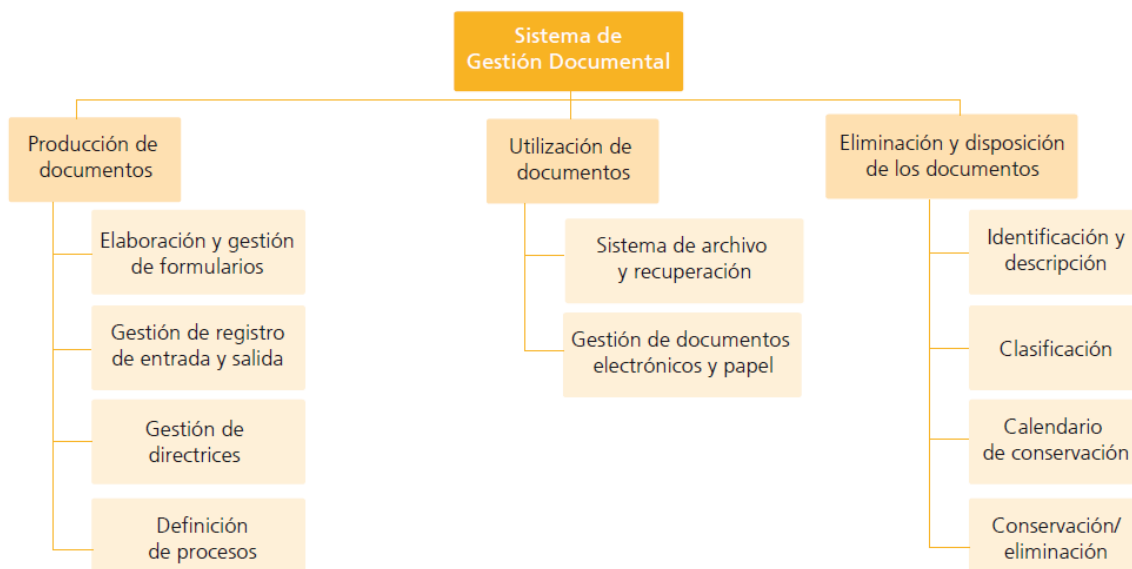 Sistema de
Gestión Documental
Producción de
documentos
Elaboración y gestión
de formularios
Gestión de registro
de entrada y salida
Gestión de
directrices
Definición
de procesos
Utilización de
documentos
Sistema de archivo
y recuperación
Gestión de documentos
electrónicos y papel
Eliminación y disposición
de los documentos
Identificación y
descripción
Clasificación
Calendario
de conservación
Conservación/
eliminación